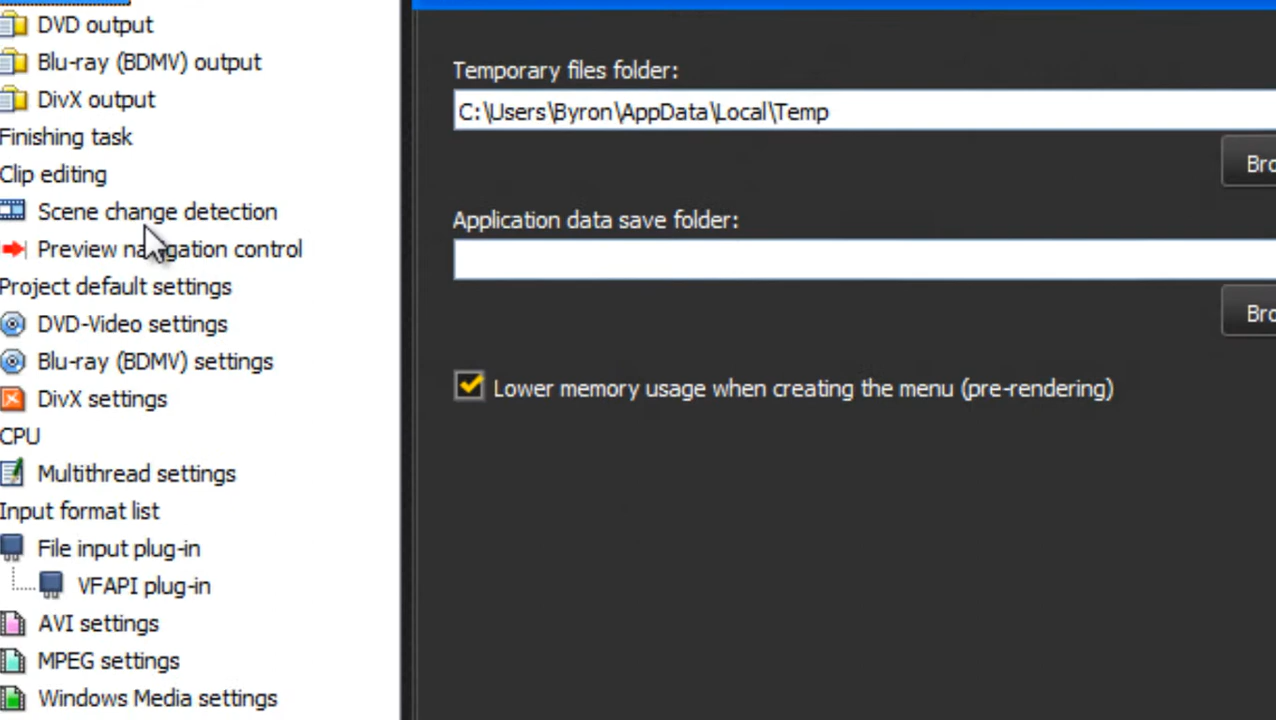 DVD output
Blu-ray (BDMV) output
DivX output
Finishing task
Clip editing
Scene change detection
Preview navigation control
Project default settings
DVD-Video settings
Blu-ray (BDMV) settings
DivX settings
CPU
Multithread settings
Input format list
File input plug-in
VFAPI plug-in
AVI settings
MPEG settings
Windows Media settings
Temporary files folder:
C:\Users\Byron\AppData\Local\Temp
Bro
Application data save folder:
Bro
Lower memory usage when creating the menu (pre-rendering)